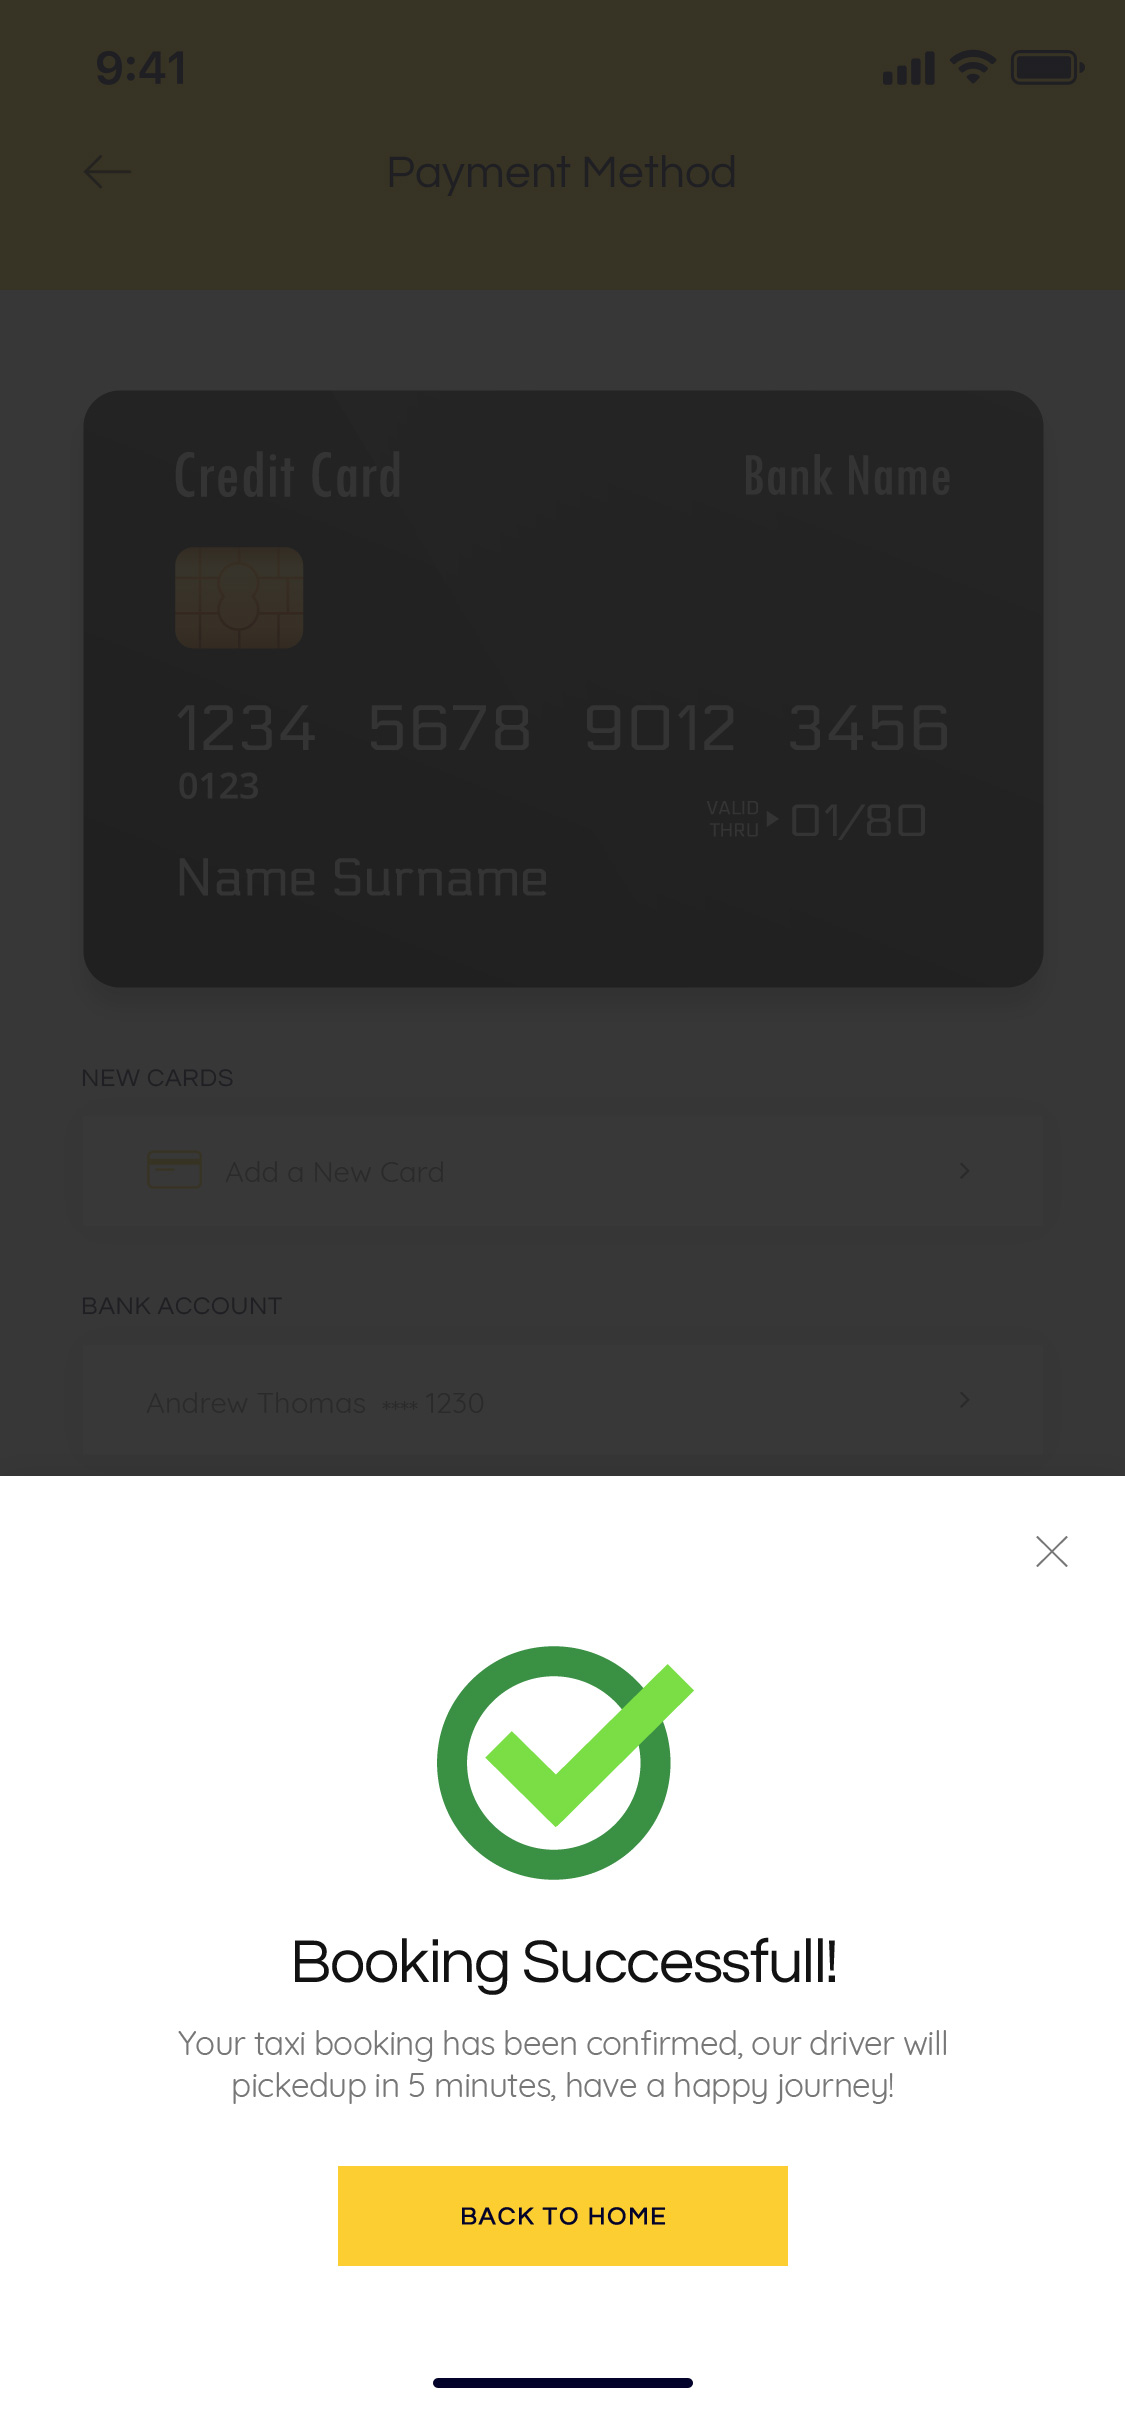 9:41
Payment Method
Credit Card Bank Name
1234 5678 9012 3456
0123
VALID THRU 01/80
Name Surname
NEW CARDS
Add a New Card
BANK ACCOUNT
Andrew Thomas **** 1230
Booking Successfull!
Your taxi booking has been confirmed, our driver will
pickedup in 5 minutes, have a happy journey!
BACK TO HOME